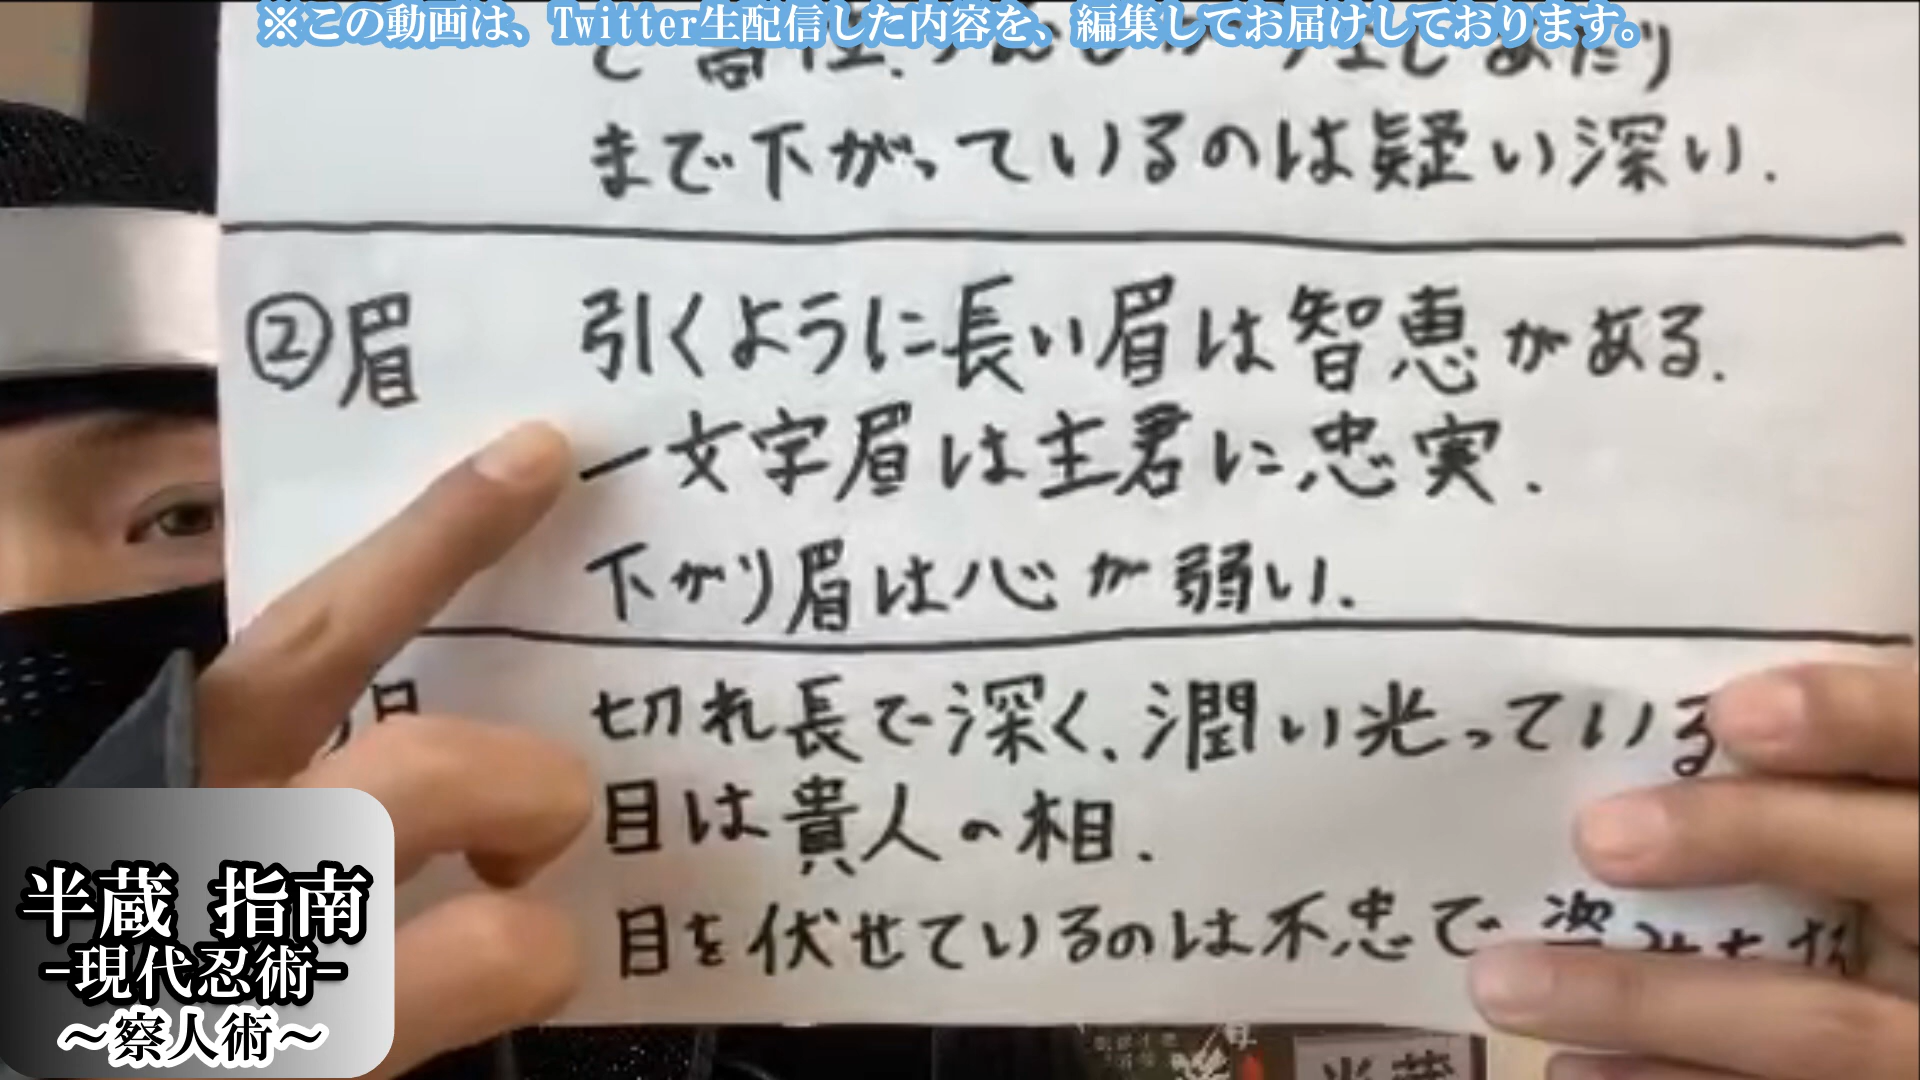 ※この動画は、Twitter生配信した内容を、編集してお届けしております。
まで下がっているのは疑い深い.
②眉
引くように長い眉は智恵がある.
一文字眉は主君に忠実.
下がり眉は心が弱い.
目
切れ長で深く、潤い光っている
目は貴人の相.
目を伏せているのは不忠で
半蔵 指南
-現代忍術-
～察人術～
半蔵